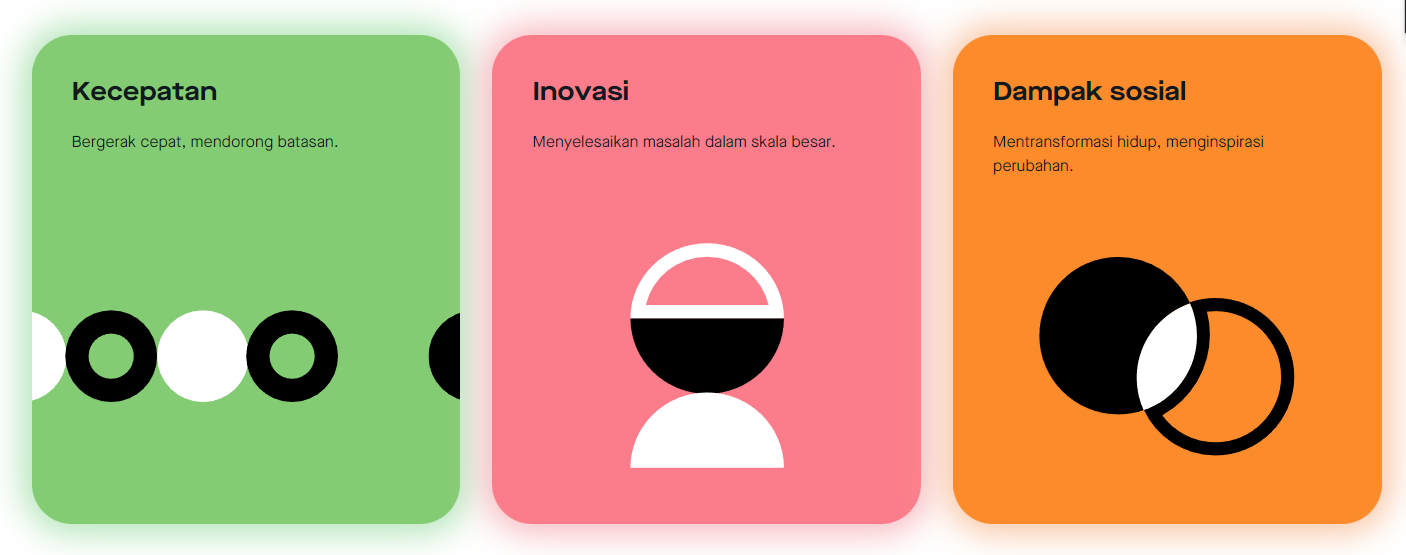 Kecepatan
Bergerak cepat, mendorong batasan.
Inovasi
Menyelesaikan masalah dalam skala besar.
Dampak sosial
Mentransformasi hidup, menginspirasi
perubahan.